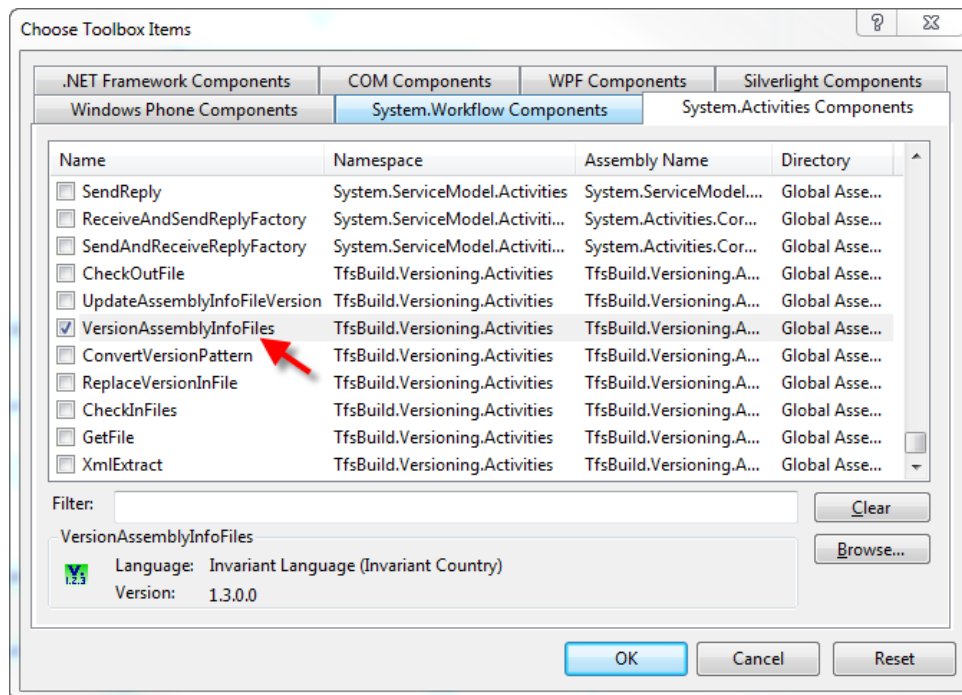 Choose Toolbox Items
.NET Framework Components COM Components WPF Components Silverlight Components
Windows Phone Components System.Workflow Components System.Activities Components
Name Namespace Assembly Name Directory
SendReply System.ServiceModel.Activities System.ServiceModel.... Global Asse...
ReceiveAndSendReplyFactory System.ServiceModel.Activiti... System.Activities.Cor... Global Asse...
SendAndReceiveReplyFactory System.ServiceModel.Activiti... System.Activities.Cor... Global Asse...
CheckOutFile TfsBuild.Versioning.Activities TfsBuild.Versioning.A... Global Asse...
UpdateAssemblyInfoFileVersion TfsBuild.Versioning.Activities TfsBuild.Versioning.A... Global Asse...
VersionAssemblyInfoFiles TfsBuild.Versioning.Activities TfsBuild.Versioning.A... Global Asse...
ConvertVersionPattern TfsBuild.Versioning.Activities TfsBuild.Versioning.A... Global Asse...
ReplaceVersionInFile TfsBuild.Versioning.Activities TfsBuild.Versioning.A... Global Asse...
CheckInFiles TfsBuild.Versioning.Activities TfsBuild.Versioning.A... Global Asse...
GetFile TfsBuild.Versioning.Activities TfsBuild.Versioning.A... Global Asse...
XmlExtract TfsBuild.Versioning.Activities TfsBuild.Versioning.A... Global Asse...
Filter: Clear
VersionAssemblyInfoFiles
Browse...
Language: Invariant Language (Invariant Country)
V: 1.2.3
Version: 1.3.0.0
OK Cancel Reset